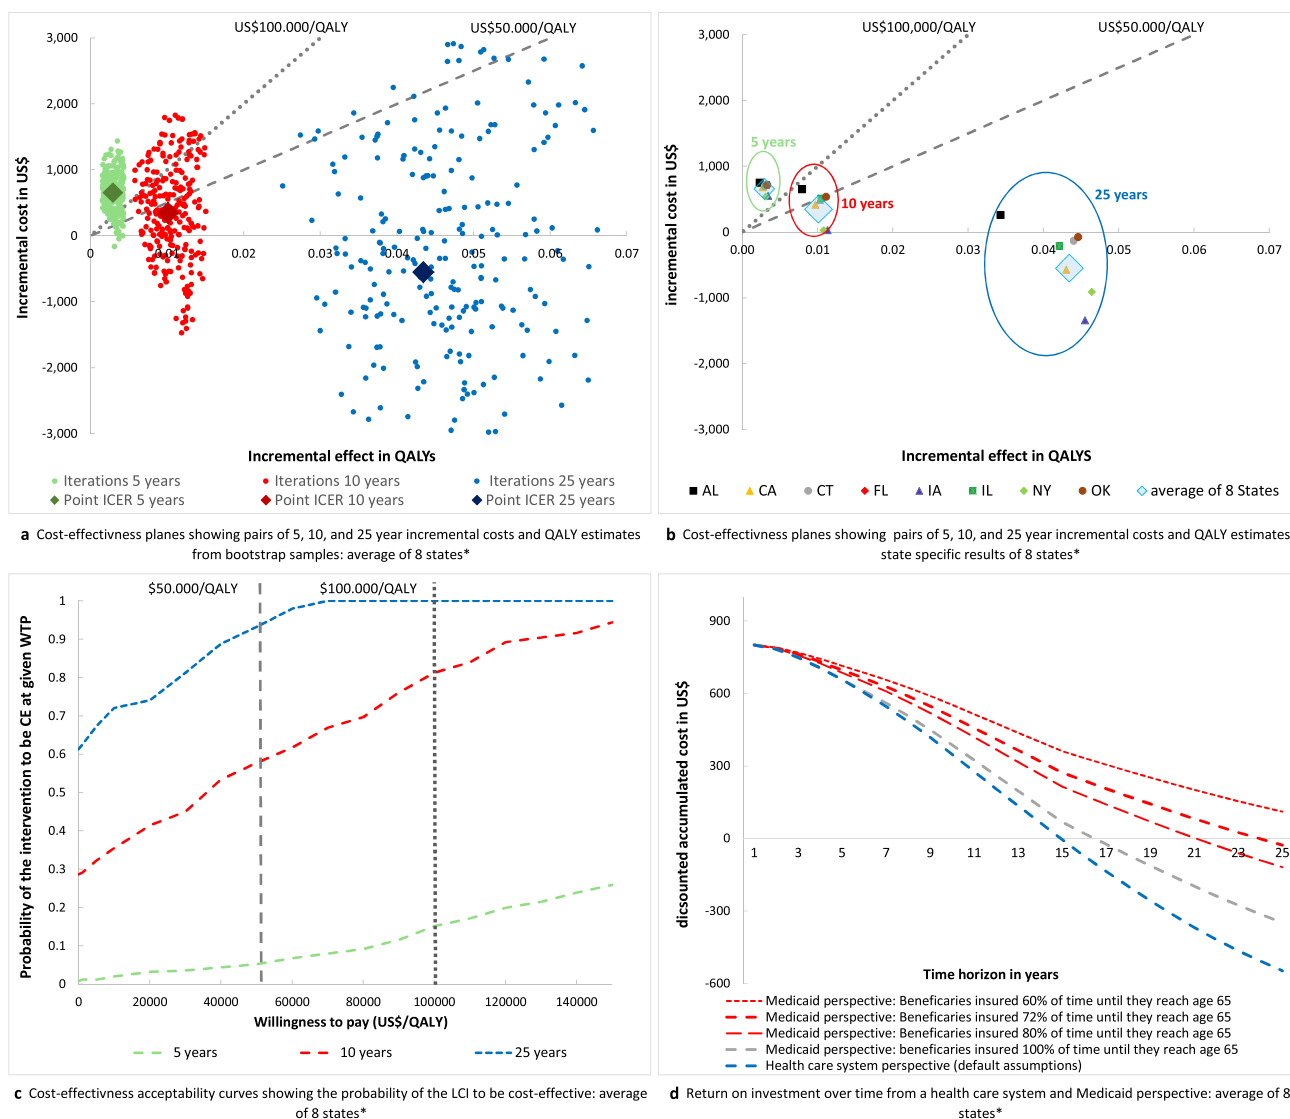 US$100.000/QALY
US$50.000/QALY
3,000
2,000
1,000
0
-1,000
-2,000
-3,000
0
0.01
0.02
0.03
0.04
0.05
0.06
0.07
Incremental cost in US$
Incremental effect in QALYs
Iterations 5 years
Iterations 10 years
Iterations 25 years
Point ICER 5 years
Point ICER 10 years
Point ICER 25 years
a Cost-effectivness planes showing pairs of 5, 10, and 25 year incremental costs and QALY estimates
from bootstrap samples: average of 8 states*
US$100,000/QALY
US$50.000/QALY
3,000
2,000
1,000
0
-1,000
-2,000
-3,000
0.00
0.01
0.02
0.03
0.04
0.05
0.06
0.07
5 years
10 years
25 years
incremental cost in US$
Incremental effect in QALYS
AL CA CT FL IA IL NY OK average of 8 States
b Cost-effectivness planes showing pairs of 5, 10, and 25 year incremental costs and QALY estimates
state specific results of 8 states*
$50.000/QALY
$100.000/QALY
1
0.9
0.8
0.7
0.6
0.5
0.4
0.3
0.2
0.1
0
0
20000
40000
60000
80000
100000
120000
140000
Probability of the intervention to be CE at given WTP
Willingness to pay (US$/QALY)
5 years
10 years
25 years
c Cost-effectivness acceptability curves showing the probability of the LCI to be cost-effective: average
of 8 states*
900
600
300
0
-300
-600
1
3
5
7
9
11
13
15
17
19
21
23
25
dicsounted accumulated cost in US$
Time horizon in years
Medicaid perspective: Beneficaries insured 60% of time until they reach age 65
Medicaid perspective: Beneficaries insured 72% of time until they reach age 65
Medicaid perspective: Beneficaries insured 80% of time until they reach age 65
Medicaid perspective: beneficaries insured 100% of time until they reach age 65
Health care system perspective (default assumptions)
d Return on investment over time from a health care system and Medicaid perspective: average of 8
states*